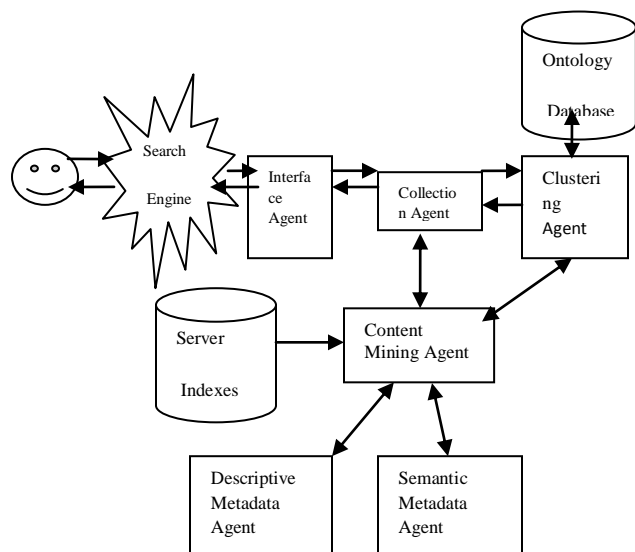 Ontology
Database
Search
Engine
Interfa
ce
Agent
Collectio
n Agent
Clusteri
ng
Agent
Server
Indexes
Content
Mining Agent
Descriptive
Metadata
Agent
Semantic
Metadata
Agent